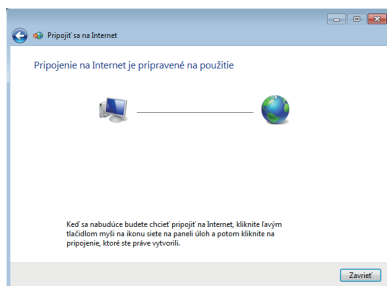 Pripojiť sa na Internet
Pripojenie na Internet je pripravené na použitie
Keď sa nabudúce budete chcieť pripojiť na Internet, kliknite ľavým
tlačidlom myši na ikonu siete na paneli úloh a potom kliknite na
pripojenie, ktoré ste práve vytvorili.
Zavrieť